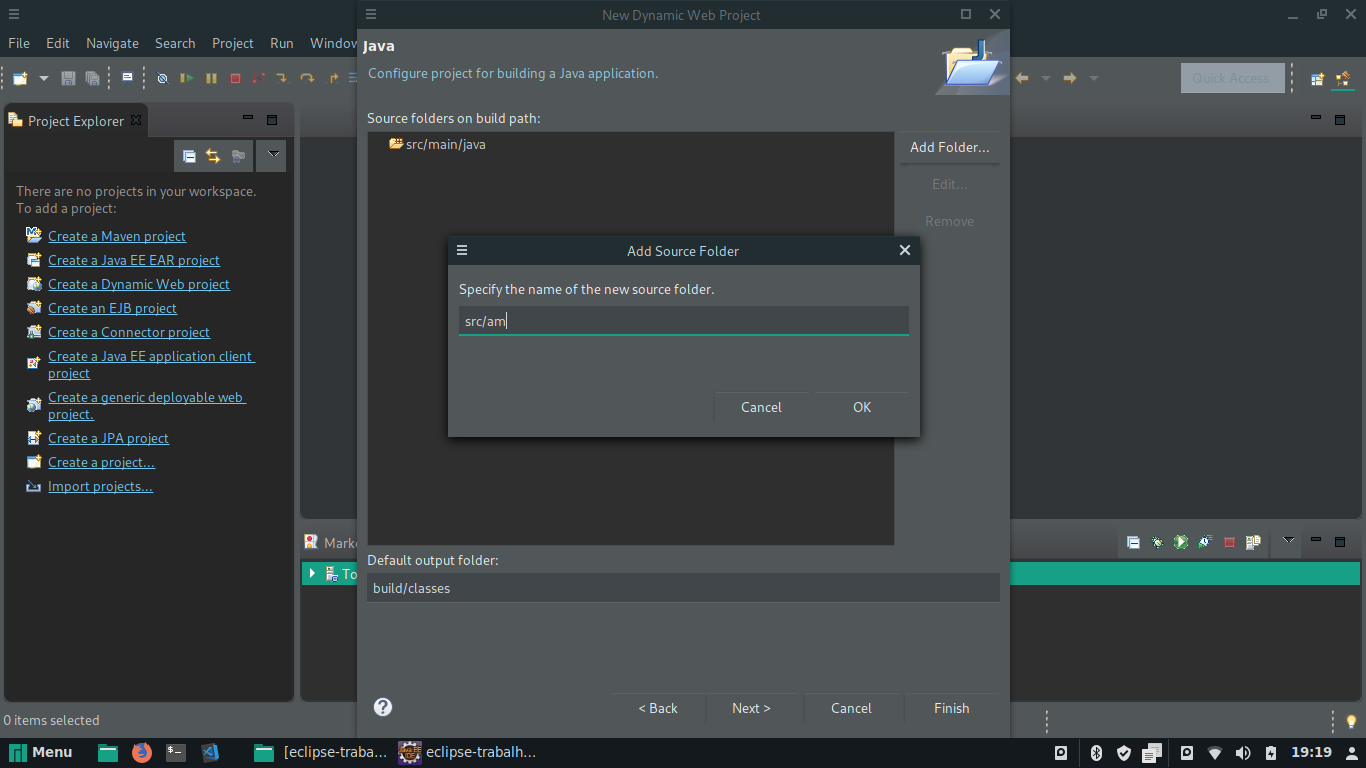 New Dynamic Web Project
File Edit Navigate Search Project Run Window
Java
Configure project for building a Java application.
Quick Access
Project Explorer
Source folders on build path:
src/main/java
Add Folder...
Edit...
Remove
There are no projects in your workspace.
To add a project:
Create a Maven project
Create a Java EE EAR project
Create a Dynamic Web project
Create an EJB project
Create a Connector project
Create a Java EE application client
project
Create a generic deployable web
project.
Create a JPA project
Create a project...
Import projects...
Add Source Folder
Specify the name of the new source folder.
src/am
Cancel OK
Marke
To
Default output folder:
build/classes
< Back Next > Cancel Finish
0 items selected
Menu
[eclipse-traba...
eclipse-trabalh...
19:19